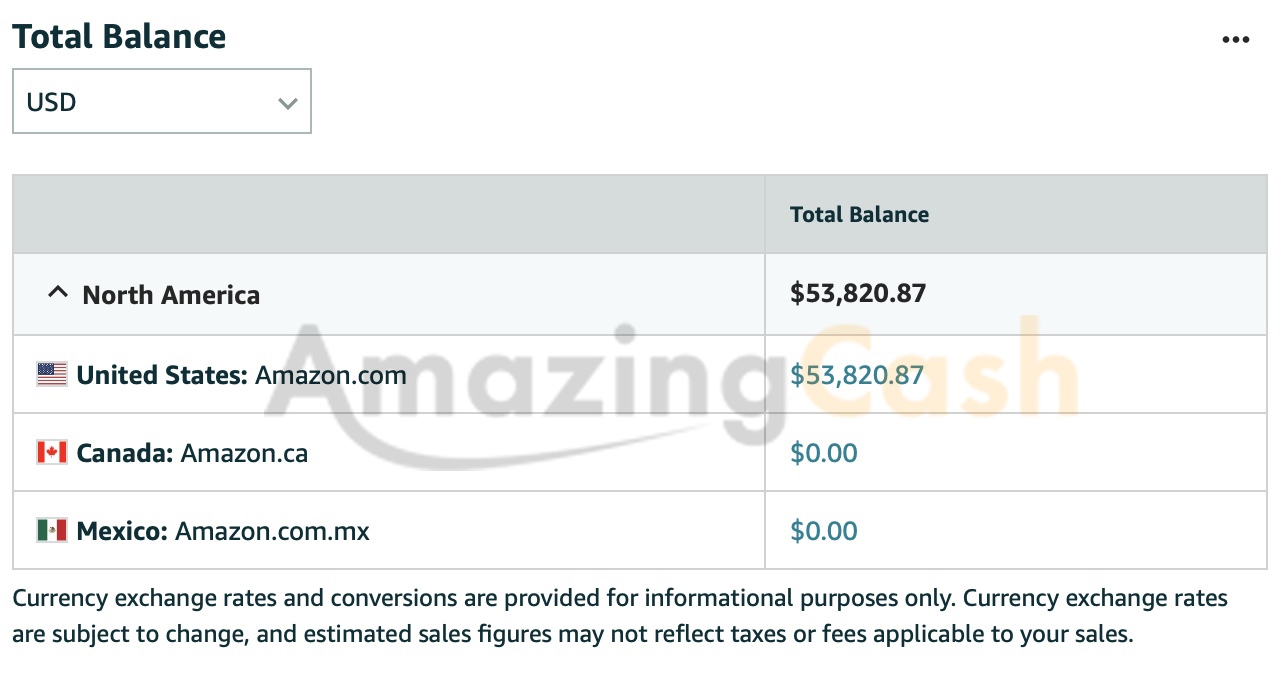 Total Balance
USD
Total Balance
North America $53,820.87
United States: Amazon.com $53,820.87
AmazingCash
Canada: Amazon.ca $0.00
Mexico: Amazon.com.mx $0.00
Currency exchange rates and conversions are provided for informational purposes only. Currency exchange rates
are subject to change, and estimated sales figures may not reflect taxes or fees applicable to your sales.